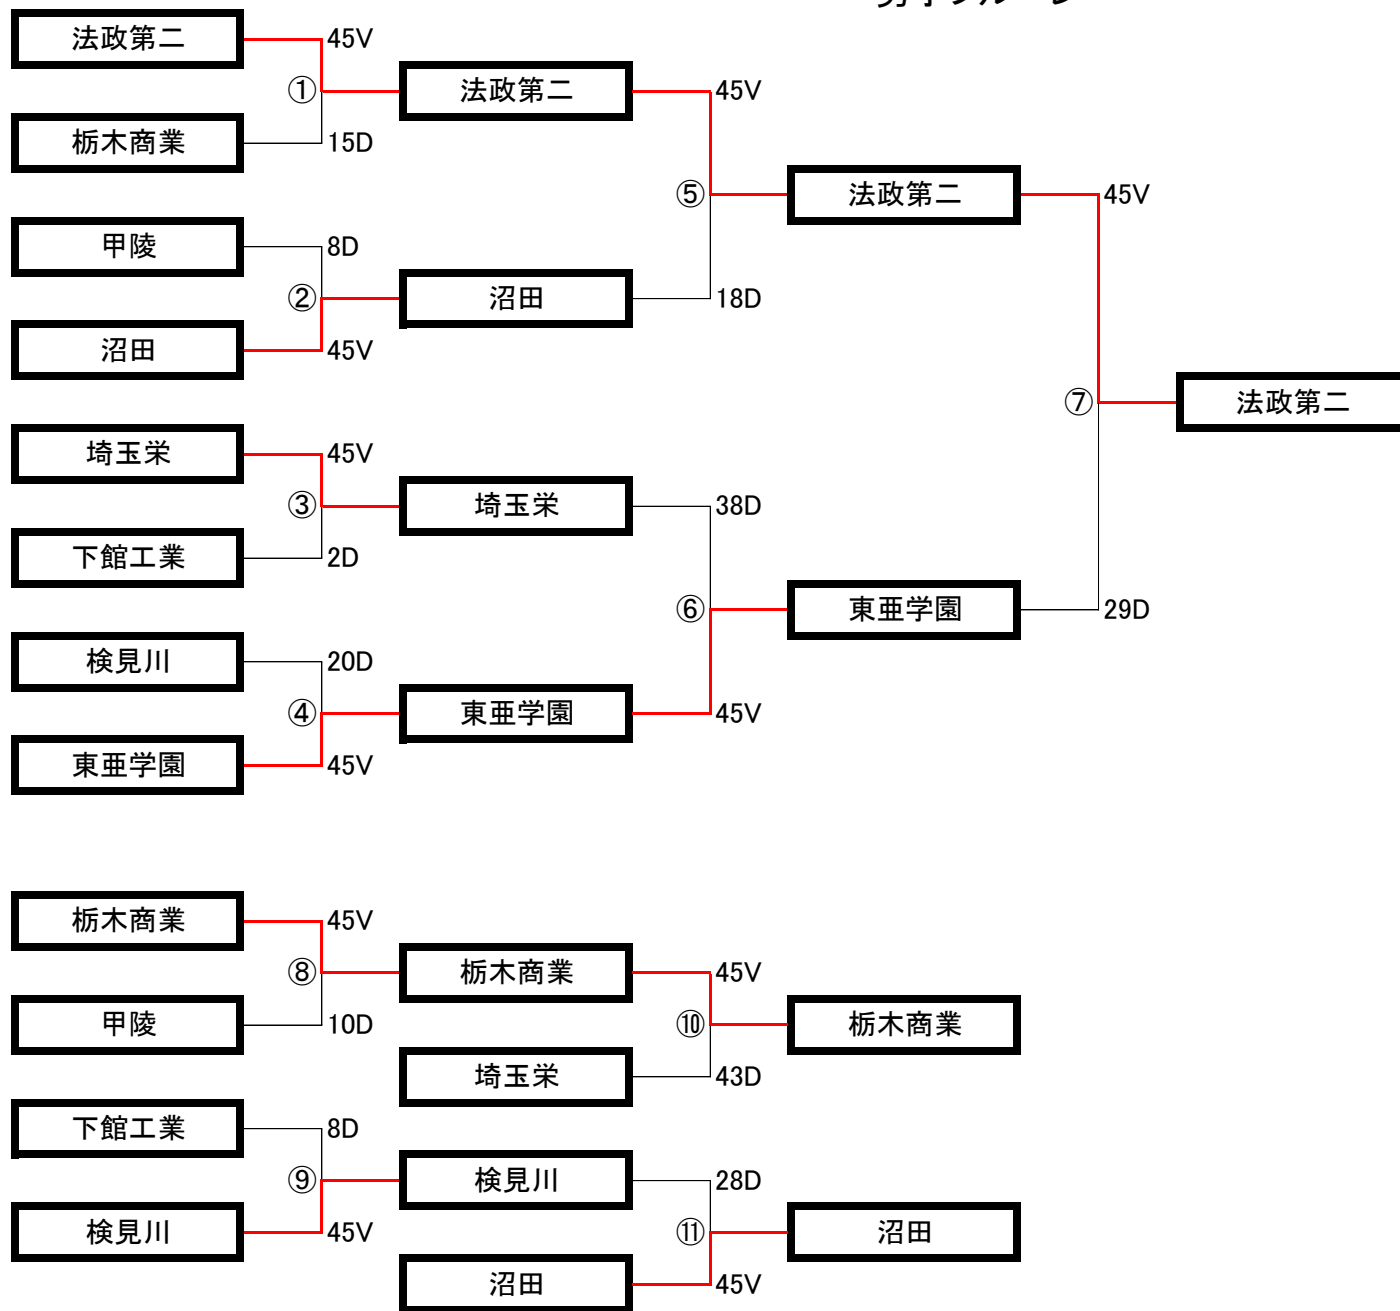 法政第二 45V
① 法政第二 45V
栃木商業 15D
⑤ 法政第二 45V
甲陵 8D
② 沼田 18D
沼田 45V
⑦ 法政第二
埼玉栄 45V
③ 埼玉栄 38D
下館工業 2D
⑥ 東亜学園 29D
検見川 20D
④ 東亜学園 45V
東亜学園 45V
栃木商業 45V
⑧ 栃木商業 45V
甲陵 10D
⑩ 栃木商業
埼玉栄 43D
下館工業 8D
⑨ 検見川 28D
検見川 45V
⑪ 沼田
沼田 45V